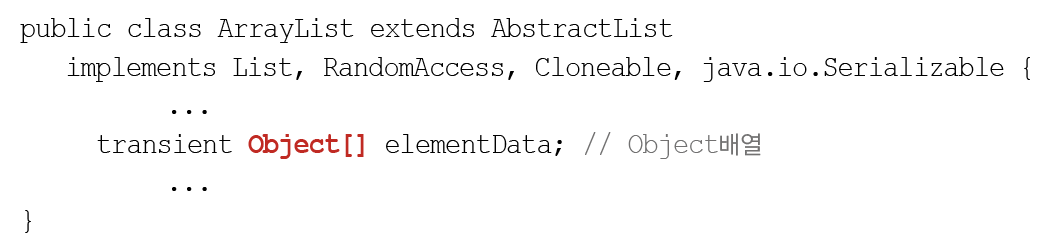 public class ArrayList extends AbstractList
implements List, RandomAccess, Cloneable, java.io.Serializable {
...
transient Object[] elementData; // Object배열
...
}